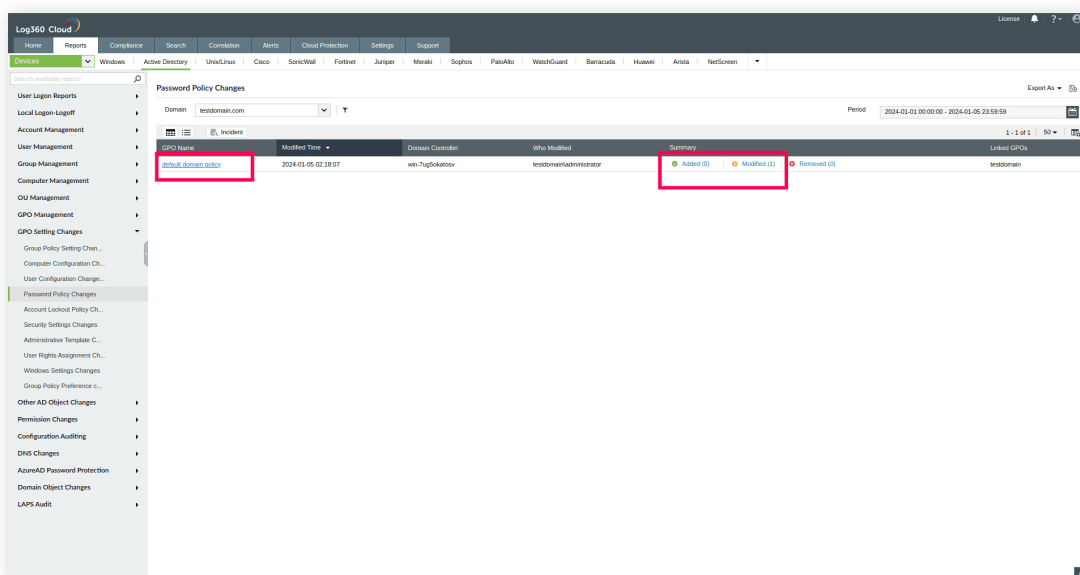 License ?
Log360 Cloud
Home Reports Compliance Search Correlation Alerts Cloud Protection Settings Support
Devices Windows Active Directory Unix/Linux Cisco SonicWall Fortinet Juniper Meraki Sophos PaloAlto WatchGuard Barracuda Huawei Arista NetScreen
Search available reports
Password Policy Changes Export As
User Logon Reports
Local Logon-Logoff
Domain testdomain.com Period 2024-01-01 00:00:00 - 2024-01-05 23:59:59
Account Management
Incident 1 - 1 of 1 50
User Management
GPO Name Modified Time Domain Controller Who Modified Summary Linked GPOs
Group Management
default domain policy 2024-01-05 02:18:07 win-7ug5okatosv testdomain\administrator Added (0) Modified (1) Removed (0) testdomain
Computer Management
OU Management
GPO Management
GPO Setting Changes
Group Policy Setting Chan...
Computer Configuration Ch...
User Configuration Change...
Password Policy Changes
Account Lockout Policy Ch...
Security Settings Changes
Administrative Template C...
User Rights Assignment Ch...
Windows Settings Changes
Group Policy Preference c...
Other AD Object Changes
Permission Changes
Configuration Auditing
DNS Changes
AzureAD Password Protection
Domain Object Changes
LAPS Audit